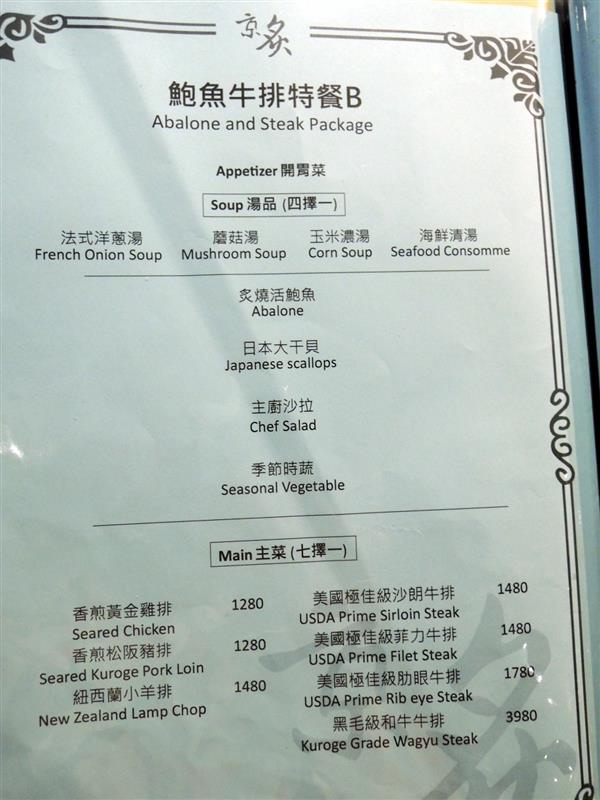 京炙
鮑魚牛排特餐B
Abalone and Steak Package
Appetizer 開胃菜
Soup 湯品 (四擇一)
法式洋蔥湯 蘑菇湯 玉米濃湯 海鮮清湯
French Onion Soup Mushroom Soup Corn Soup Seafood Consomme
炙燒活鮑魚
Abalone
日本大干貝
Japanese scallops
主廚沙拉
Chef Salad
季節時蔬
Seasonal Vegetable
Main 主菜 (七擇一)
香煎黃金雞排 1280
Seared Chicken
香煎松阪豬排 1280
Seared Kuroge Pork Loin
紐西蘭小羊排 1480
New Zealand Lamp Chop
美國極佳級沙朗牛排 1480
USDA Prime Sirloin Steak
美國極佳級菲力牛排 1480
USDA Prime Filet Steak
美國極佳級肋眼牛排 1780
USDA Prime Rib eye Steak
黑毛級和牛牛排 3980
Kuroge Grade Wagyu Steak